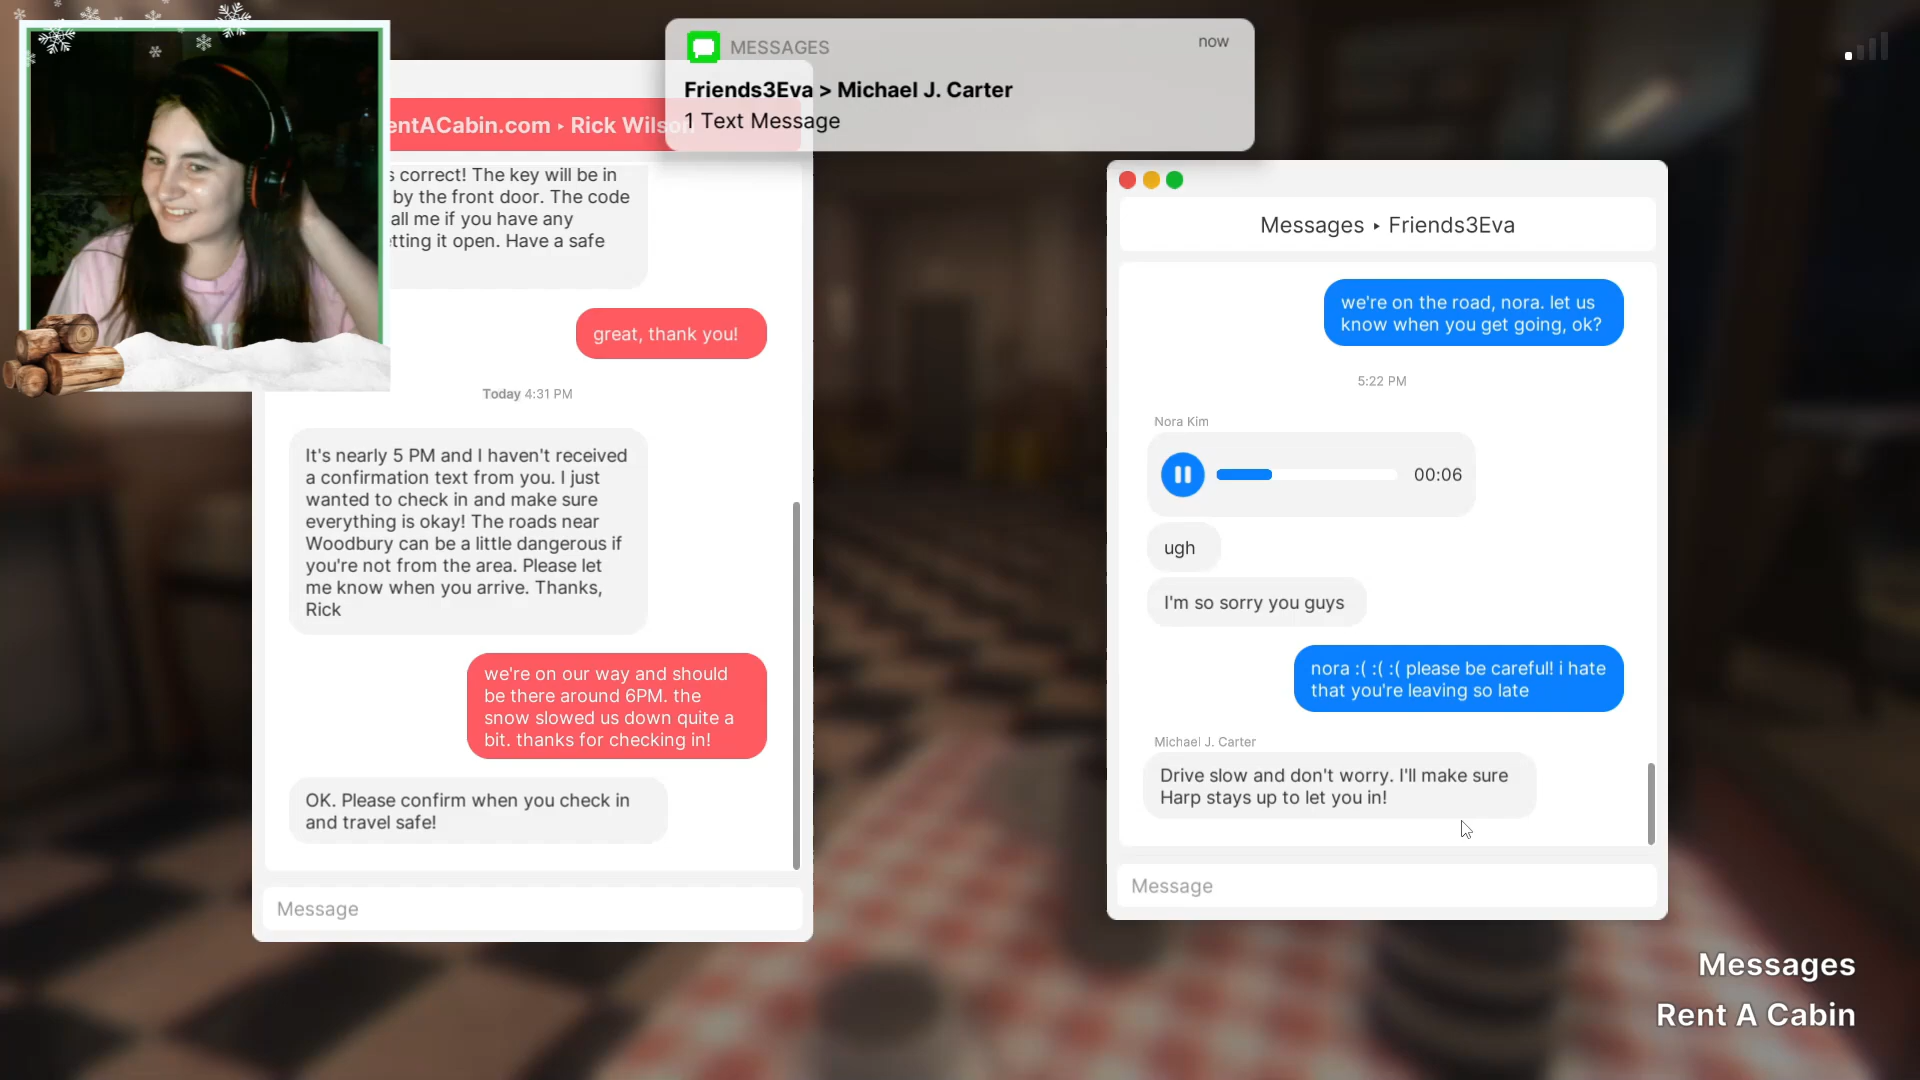 MESSAGES
now
Friends3Eva > Michael J. Carter
1 Text Message
entACabin.com ‣ Rick Wilson
s correct! The key will be in
by the front door. The code
all me if you have any
tting it open. Have a safe
great, thank you!
Today 4:31 PM
It's nearly 5 PM and I haven't received
a confirmation text from you. I just
wanted to check in and make sure
everything is okay! The roads near
Woodbury can be a little dangerous if
you're not from the area. Please let
me know when you arrive. Thanks,
Rick
we're on our way and should
be there around 6PM. the
snow slowed us down quite a
bit. thanks for checking in!
OK. Please confirm when you check in
and travel safe!
Message
Messages ‣ Friends3Eva
we're on the road, nora. let us
know when you get going, ok?
5:22 PM
Nora Kim
00:06
ugh
I'm so sorry you guys
nora :( :( :( please be careful! i hate
that you're leaving so late
Michael J. Carter
Drive slow and don't worry. I'll make sure
Harp stays up to let you in!
Message
Messages
Rent A Cabin